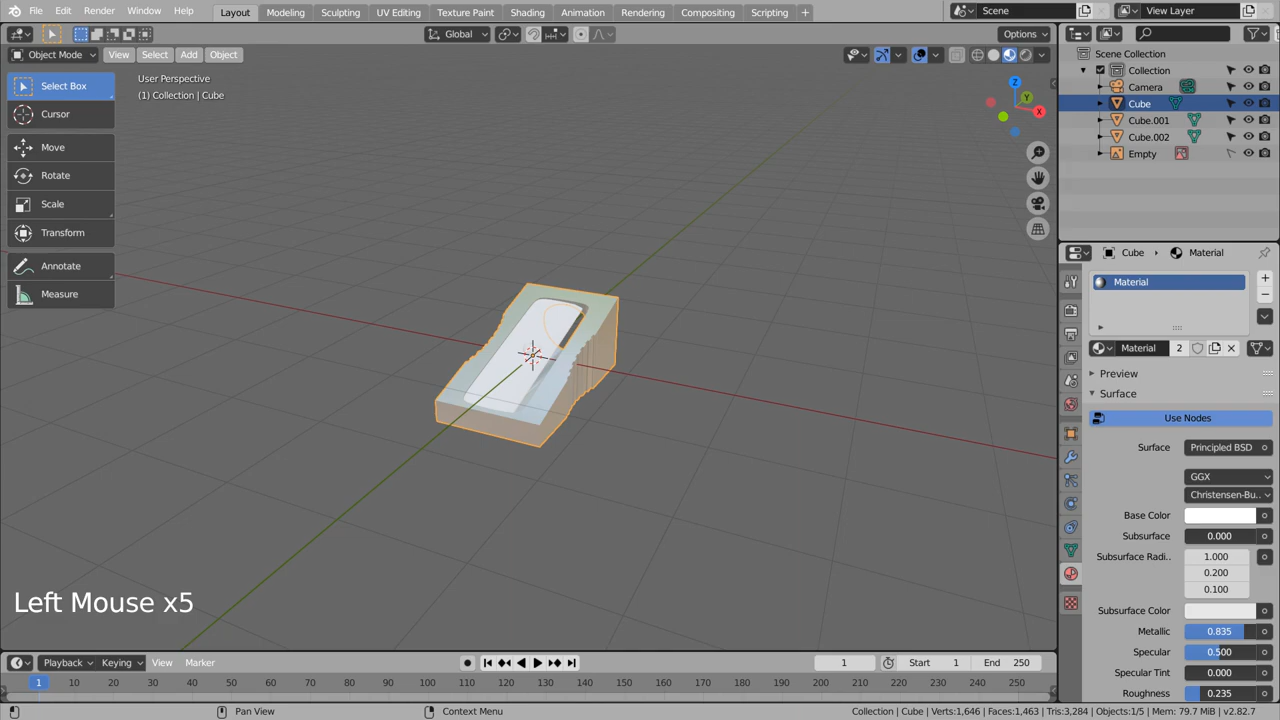 File Edit Render Window Help Layout Modeling Sculpting UV Editing Texture Paint Shading Animation Rendering Compositing Scripting + Scene View Layer
Global Options
Object Mode View Select Add Object
User Perspective
(1) Collection | Cube
Select Box
Cursor
Move
Rotate
Scale
Transform
Annotate
Measure
Z
Y
X
Left Mouse x5
Scene Collection
Collection
Camera
Cube
Cube.001
Cube.002
Empty
Cube Material
Material
Material 2
Preview
Surface
Use Nodes
Surface Principled BSD
GGX
Christensen-Bu..
Base Color
Subsurface 0.000
Subsurface Radi.. 1.000
0.200
0.100
Subsurface Color
Metallic 0.835
Specular 0.500
Specular Tint 0.000
Roughness 0.235
Playback Keying View Marker 1 Start 1 End 250
1 10 20 30 40 50 60 70 80 90 100 110 120 130 140 150 160 170 180 190 200 210 220 230 240 250
Pan View Context Menu Collection | Cube | Verts:1,646 | Faces:1,463 | Tris:3,284 | Objects:1/5 | Mem: 79.7 MiB | v2.82.7